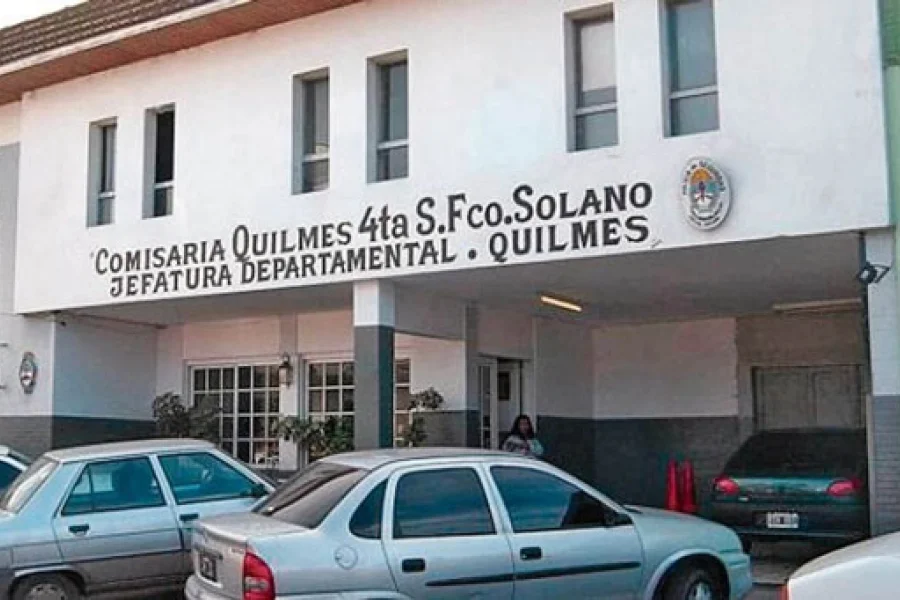 COMISARIA QUILMES 4ta S.FCO.SOLANO
JEFATURA DEPARTAMENTAL . QUILMES